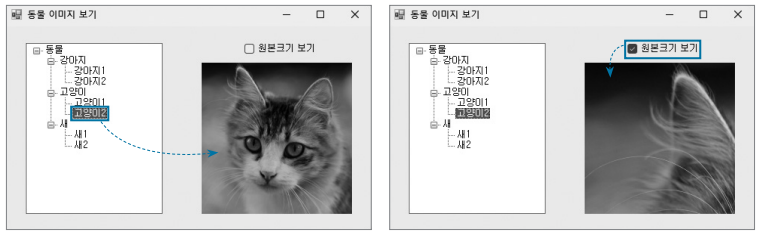 동물 이미지 보기
원본크기 보기
동물
강아지
강아지1
강아지2
고양이
고양이1
고양이2
새
새1
새2
동물 이미지 보기
원본크기 보기
동물
강아지
강아지1
강아지2
고양이
고양이1
고양이2
새
새1
새2